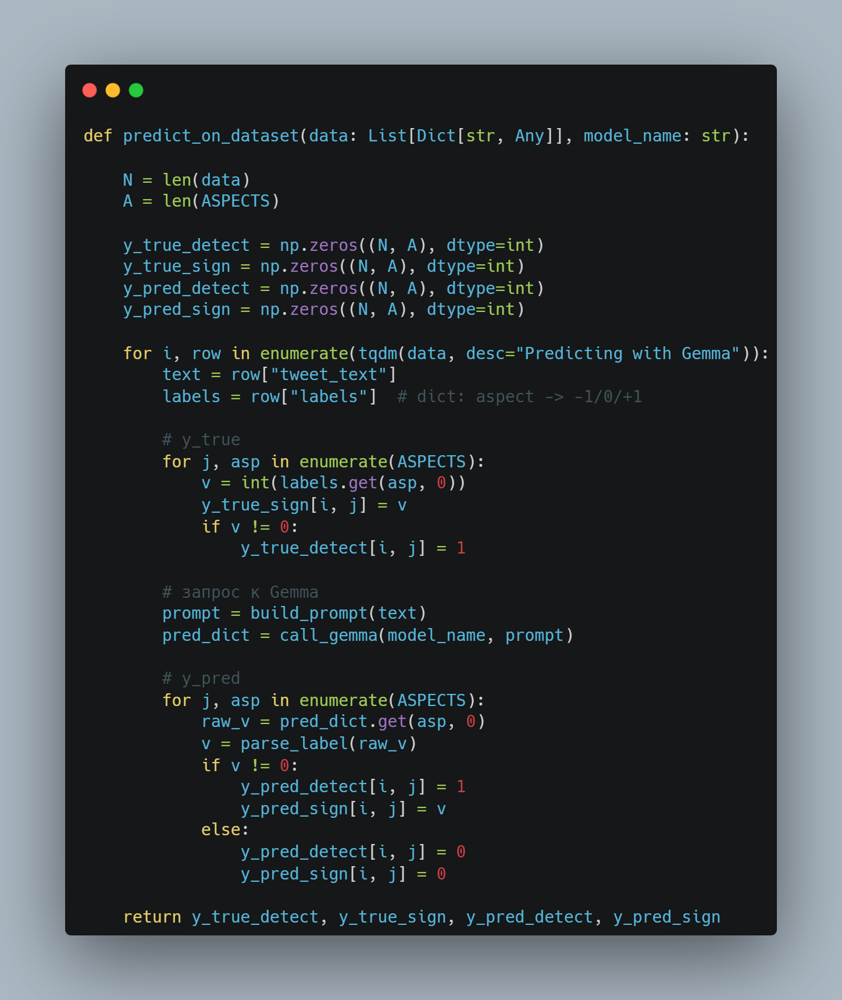 def predict_on_dataset(data: List[Dict[str, Any]], model_name: str):

    N = len(data)
    A = len(ASPECTS)

    y_true_detect = np.zeros((N, A), dtype=int)
    y_true_sign = np.zeros((N, A), dtype=int)
    y_pred_detect = np.zeros((N, A), dtype=int)
    y_pred_sign = np.zeros((N, A), dtype=int)

    for i, row in enumerate(tqdm(data, desc="Predicting with Gemma")):
        text = row["tweet_text"]
        labels = row["labels"]  # dict: aspect -> -1/0/+1

        # y_true
        for j, asp in enumerate(ASPECTS):
            v = int(labels.get(asp, 0))
            y_true_sign[i, j] = v
            if v != 0:
                y_true_detect[i, j] = 1

        # запрос к Gemma
        prompt = build_prompt(text)
        pred_dict = call_gemma(model_name, prompt)

        # y_pred
        for j, asp in enumerate(ASPECTS):
            raw_v = pred_dict.get(asp, 0)
            v = parse_label(raw_v)
            if v != 0:
                y_pred_detect[i, j] = 1
                y_pred_sign[i, j] = v
            else:
                y_pred_detect[i, j] = 0
                y_pred_sign[i, j] = 0

    return y_true_detect, y_true_sign, y_pred_detect, y_pred_sign